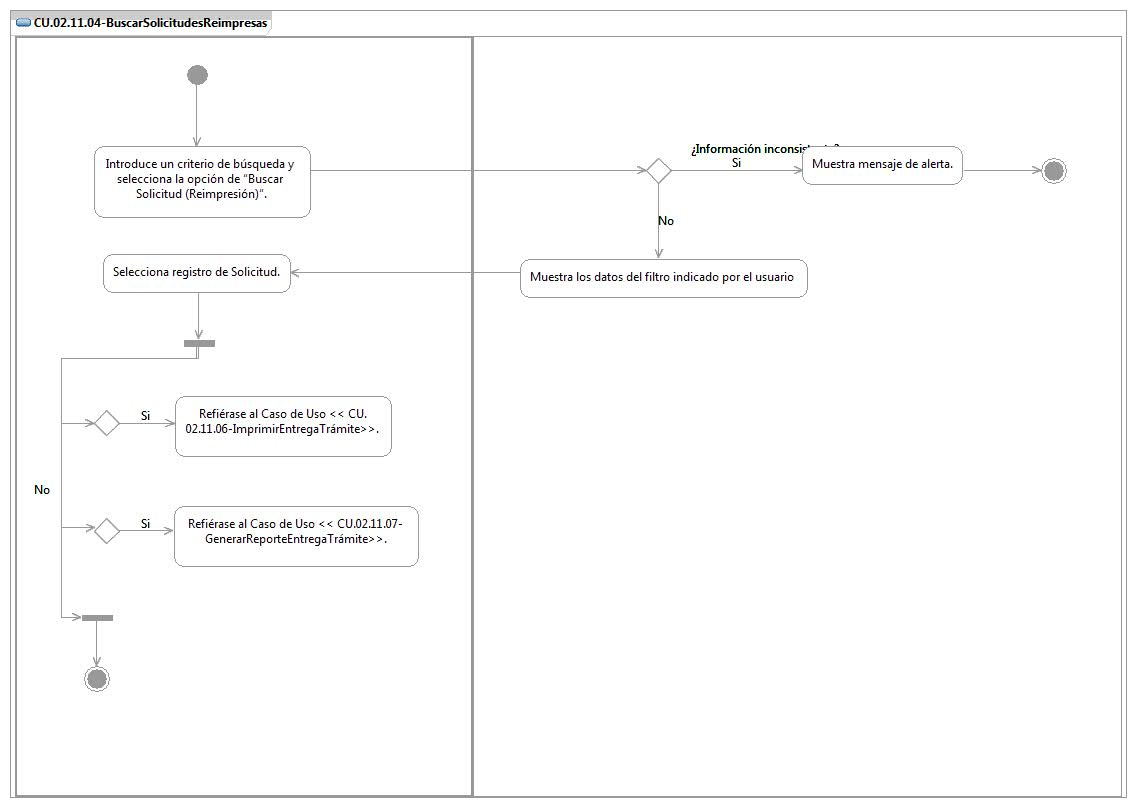 CU.02.11.04-BuscarSolicitudesReimpresas
Introduce un criterio de búsqueda y
selecciona la opción de "Buscar
Solicitud (Reimpresión)".
¿Información
Si
Muestra mensaje de alerta.
No
Selecciona registro de Solicitud.
Muestra los datos del filtro indicado por el usuario
Si
Refiérase al Caso de Uso << CU.
02.11.06-ImprimirEntregaTrámite>>.
No
Si
Refiérase al Caso de Uso << CU.02.11.07-
GenerarReporteEntregaTrámite>>.